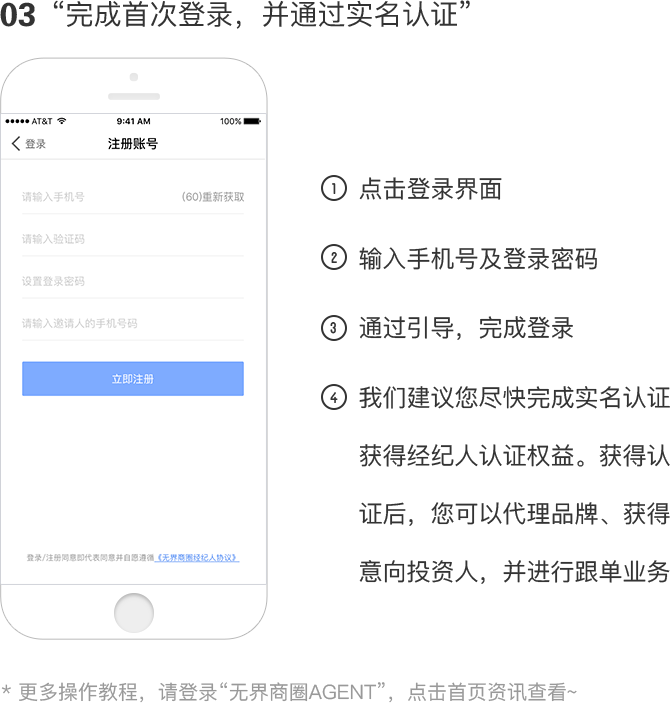 03 “完成首次登录，并通过实名认证”
AT&T 9:41 AM 100%
登录 注册账号
请输入手机号 (60)重新获取
请输入验证码
设置登录密码
请输入邀请人的手机号码
立即注册
登录/注册同意即代表同意并自愿遵循《无界商圈经纪人协议》
1 点击登录界面
2 输入手机号及登录密码
3 通过引导，完成登录
4 我们建议您尽快完成实名认证
获得经纪人认证权益。获得认
证后，您可以代理品牌、获得
意向投资人，并进行跟单业务
* 更多操作教程，请登录“无界商圈AGENT”，点击首页资讯查看~